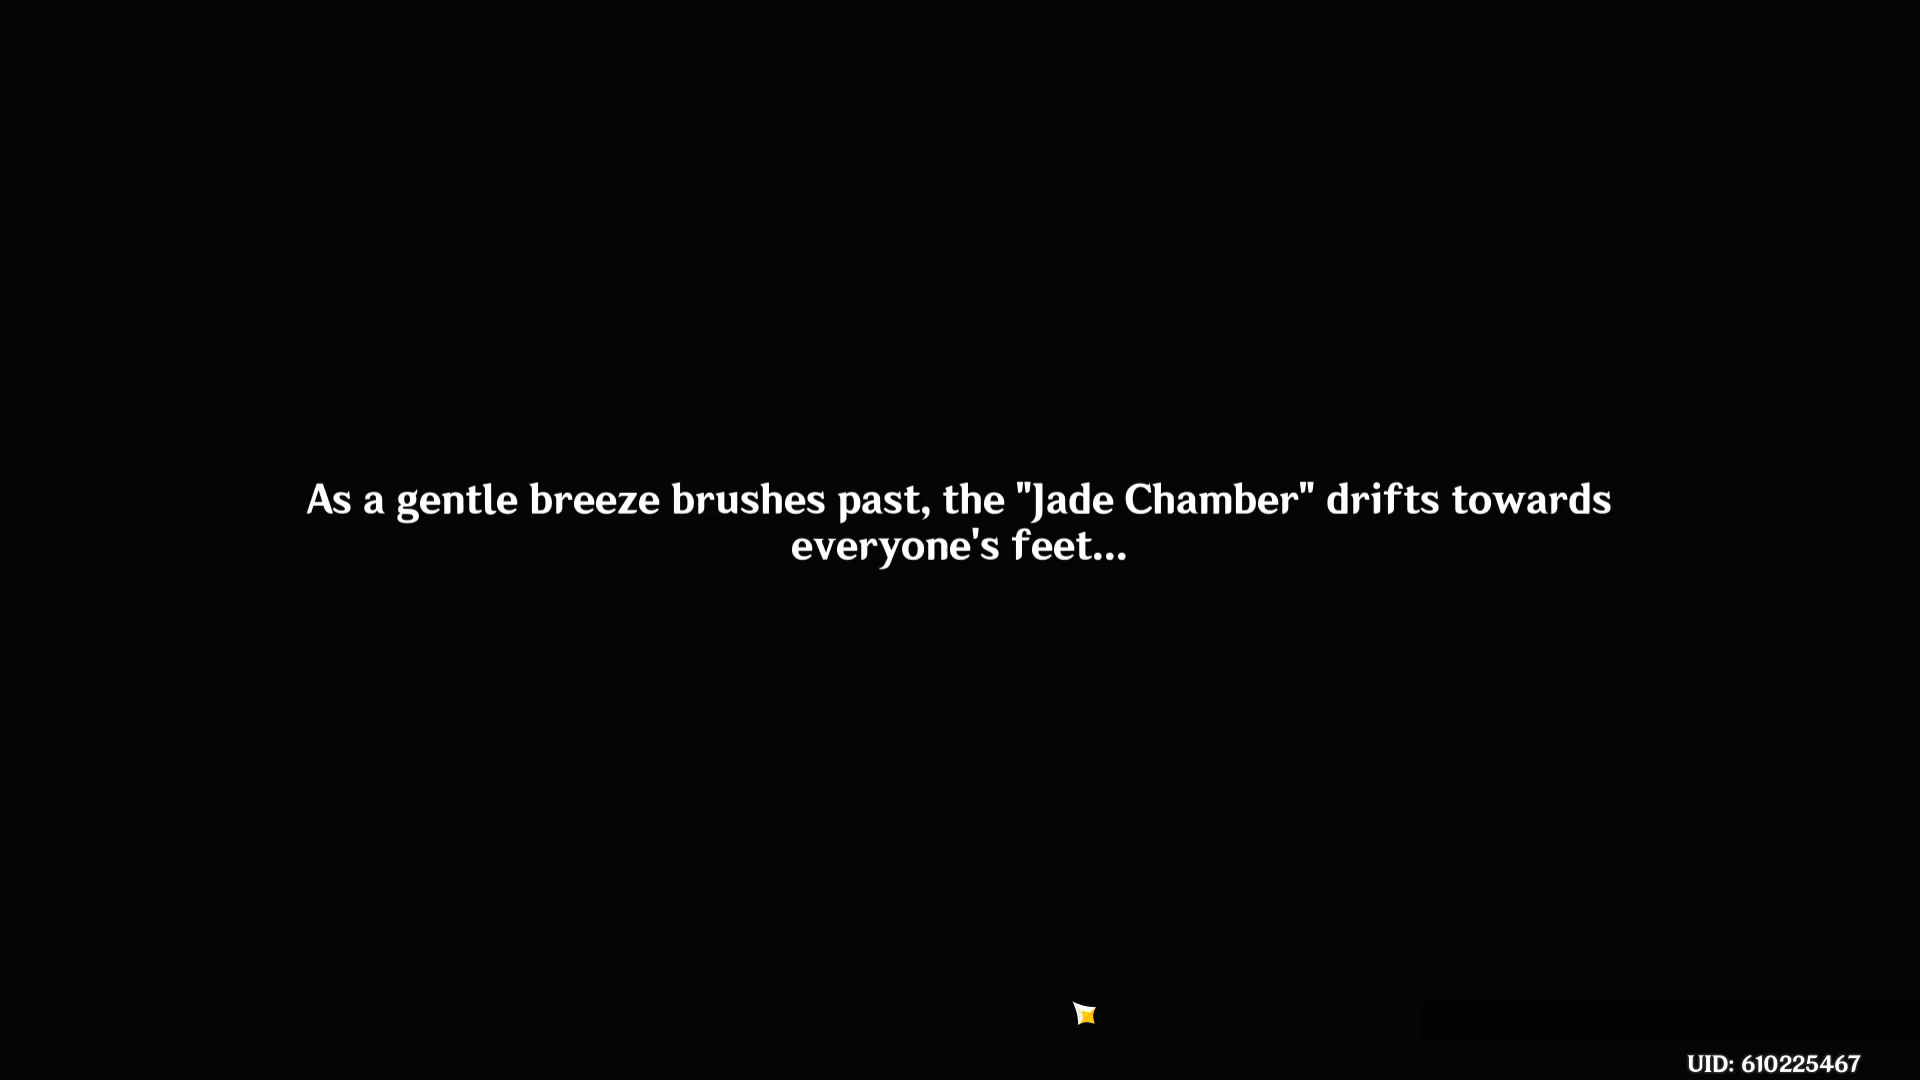 As a gentle breeze brushes past, the "Jade Chamber" drifts towards
everyone's feet...
UID: 610225467